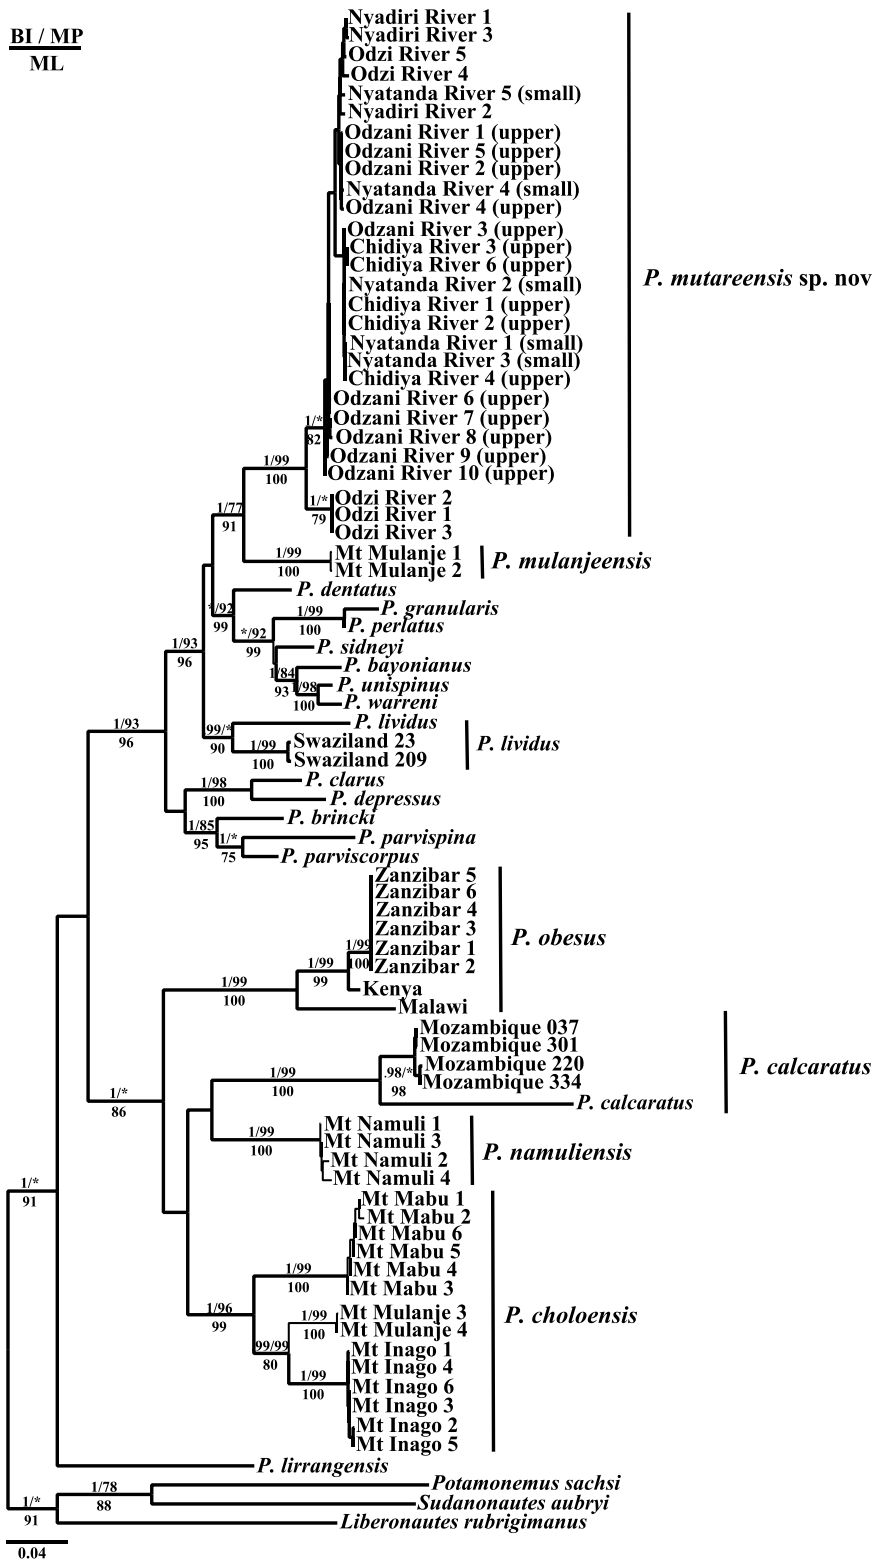 BI / MP
ML
Nyadiri River 1
Nyadiri River 3
Odzi River 5
Odzi River 4
Nyatanda River 5 (small)
Nyadiri River 2
Odzani River 1 (upper)
Odzani River 5 (upper)
Odzani River 2 (upper)
Nyatanda River 4 (small)
Odzani River 4 (upper)
Odzani River 3 (upper)
Chidiya River 3 (upper)
Chidiya River 6 (upper)
P. mutareensis sp. nov
Nyatanda River 2 (small)
Chidiya River 1 (upper)
Chidiya River 2 (upper)
Nyatanda River 1 (small)
Nyatanda River 3 (small)
Chidiya River 4 (upper)
Odzani River 6 (upper)
1/*
Odzani River 7 (upper)
82
Odzani River 8 (upper)
Odzani River 9 (upper)
1/99
Odzani River 10 (upper)
100
1/*
Odzi River 2
1/77
Odzi River 1
79
91
Odzi River 3
1/99
Mt Mulanje 1
P. mulanjeensis
100
Mt Mulanje 2
P. dentatus
*/92
P. granularis
1/99
99
100
P. perlatus
*/92
1/93
P. sidneyi
99
96
P. bayonianus
1/84
P. unispinus
93
/98
P. warreni
100
1/93
P. lividus
96
99/*
Swaziland 23
P. lividus
90
1/99
Swaziland 209
100
P. clarus
1/98
100
P. depressus
P. brincki
1/85
95
P. parvispina
1/*
75
P. parviscorpus
Zanzibar 5
Zanzibar 6
Zanzibar 4
Zanzibar 3
P. obesus
1/99
Zanzibar 1
100
Zanzibar 2
1/99
99
1/99
Kenya
100
Malawi
Mozambique 037
Mozambique 301
Mozambique 220
P. calcaratus
1/99
.98/*
Mozambique 334
100
98
1/*
P. calcaratus
86
Mt Namuli 1
1/99
Mt Namuli 3
100
P. namuliensis
Mt Namuli 2
Mt Namuli 4
1/*
91
Mt Mabu 1
Mt Mabu 2
Mt Mabu 6
Mt Mabu 5
1/99
Mt Mabu 4
100
Mt Mabu 3
1/96
99
1/99
Mt Mulanje 3
P. choloensis
100
Mt Mulanje 4
99/99
Mt Inago 1
80
Mt Inago 4
1/99
Mt Inago 6
100
Mt Inago 3
Mt Inago 2
Mt Inago 5
P. lirrangensis
1/78
Potamonemus sachsi
88
Sudanonautes aubryi
1/*
91
Liberonautes rubrigimanus
0.04